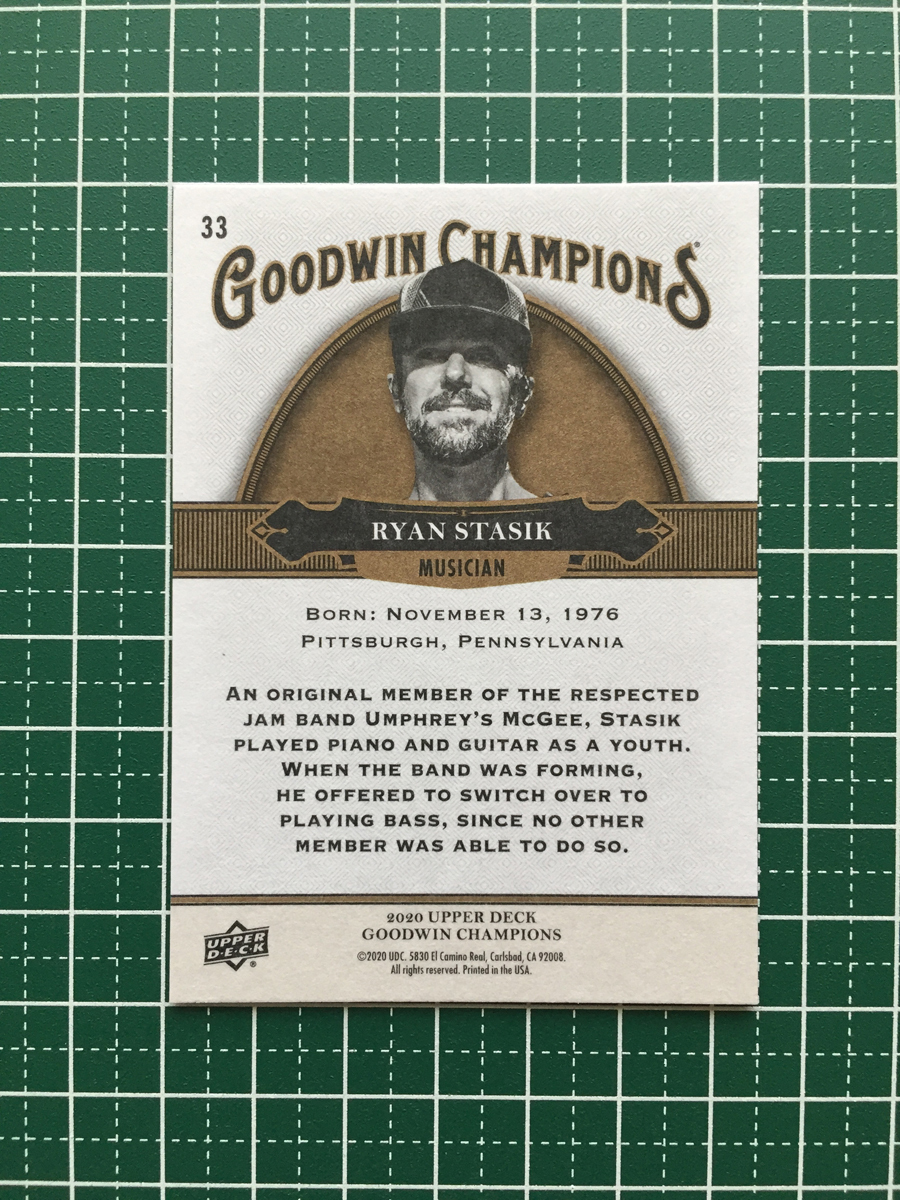 33
GOODWIN CHAMPIONS®
RYAN STASIK
MUSICIAN
BORN: NOVEMBER 13, 1976
PITTSBURGH, PENNSYLVANIA
AN ORIGINAL MEMBER OF THE RESPECTED
JAM BAND UMPHREY'S MCGEE, STASIK
PLAYED PIANO AND GUITAR AS A YOUTH.
WHEN THE BAND WAS FORMING,
HE OFFERED TO SWITCH OVER TO
PLAYING BASS, SINCE NO OTHER
MEMBER WAS ABLE TO DO SO.
2020 UPPER DECK
GOODWIN CHAMPIONS
©2020 UDC. 5830 El Camino Real, Carlsbad, CA 92008.
All rights reserved. Printed in the USA.
UPPER
D·E·C·K®